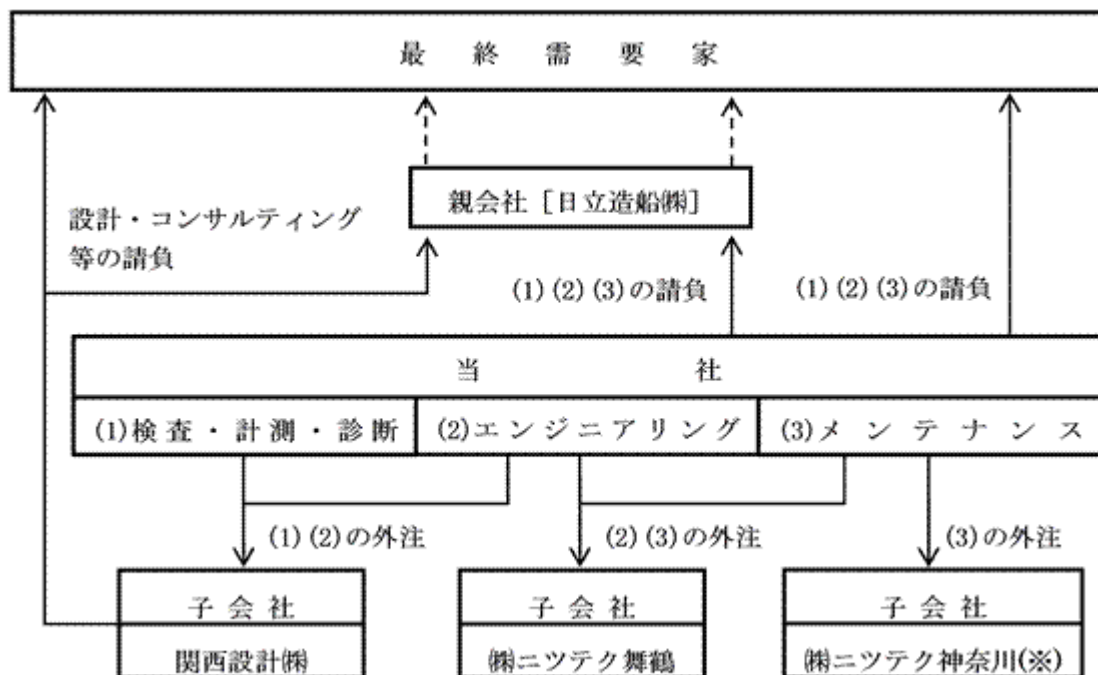 最終需要家
親会社［日立造船㈱］
設計・コンサルティング
等の請負
(1)(2)(3)の請負
(1)(2)(3)の請負
当社
(1)検査・計測・診断
(2)エンジニアリング
(3)メンテナンス
(1)(2)の外注
(2)(3)の外注
(3)の外注
子会社
子会社
子会社
関西設計㈱
㈱ニツテク舞鶴
㈱ニツテク神奈川(※)